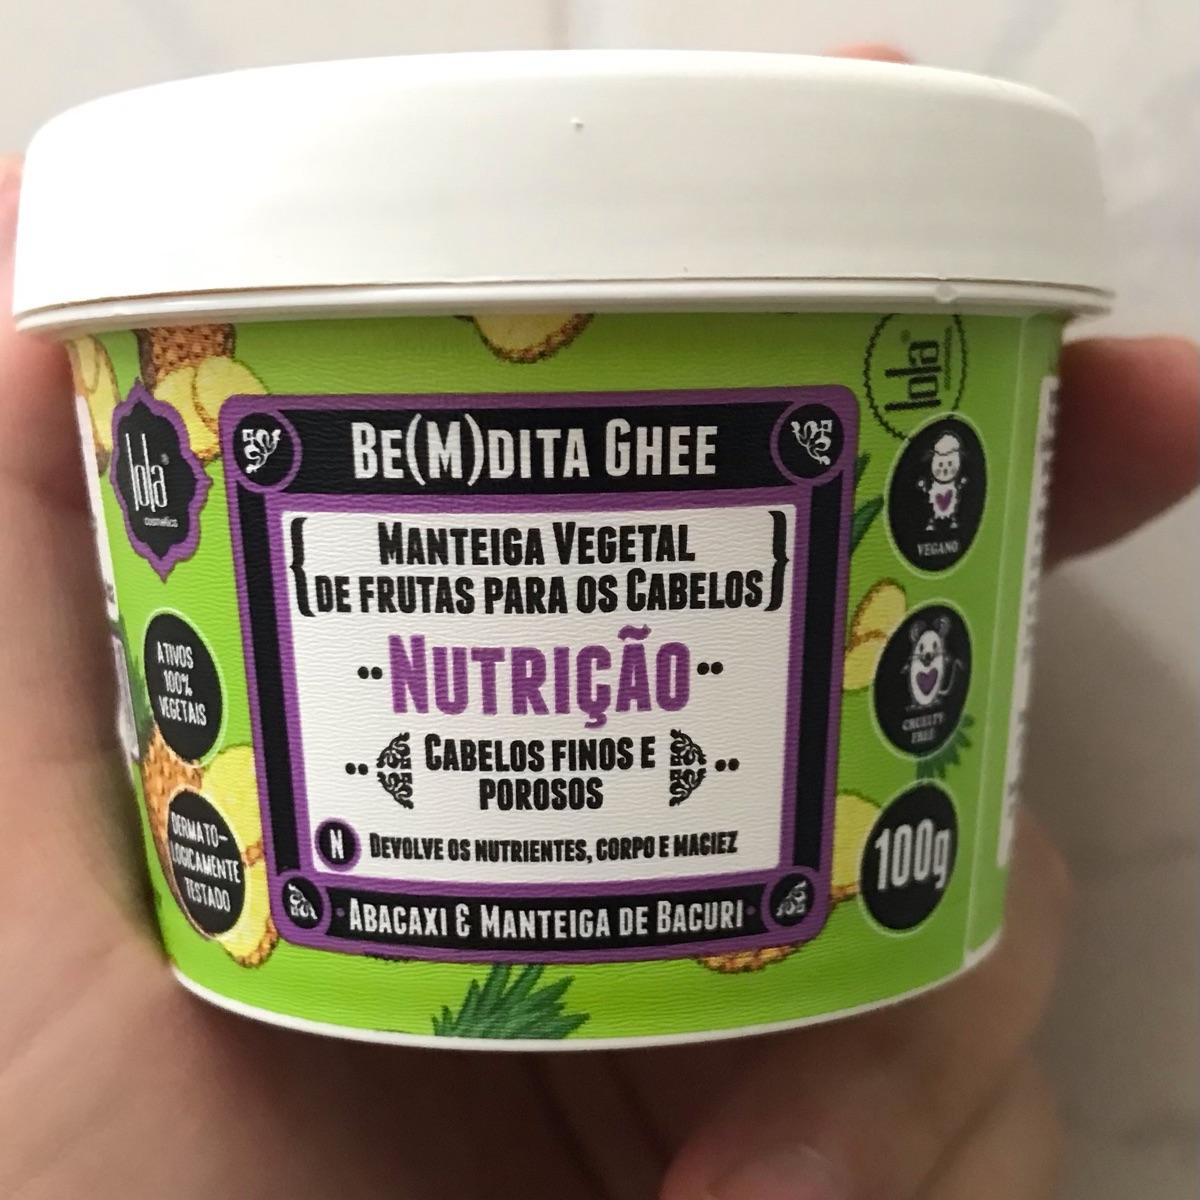 lola
lola
cosmetics
BE(M)DITA GHEE
MANTEIGA VEGETAL
DE FRUTAS PARA OS CABELOS
NUTRIÇÃO
CABELOS FINOS E
POROSOS
N DEVOLVE OS NUTRIENTES, CORPO E MACIEZ
ABACAXI & MANTEIGA DE BACURI
ATIVOS
100%
VEGETAIS
DERMATO-
LOGICAMENTE
TESTADO
VEGANO
CRUELTY
FREE
100g